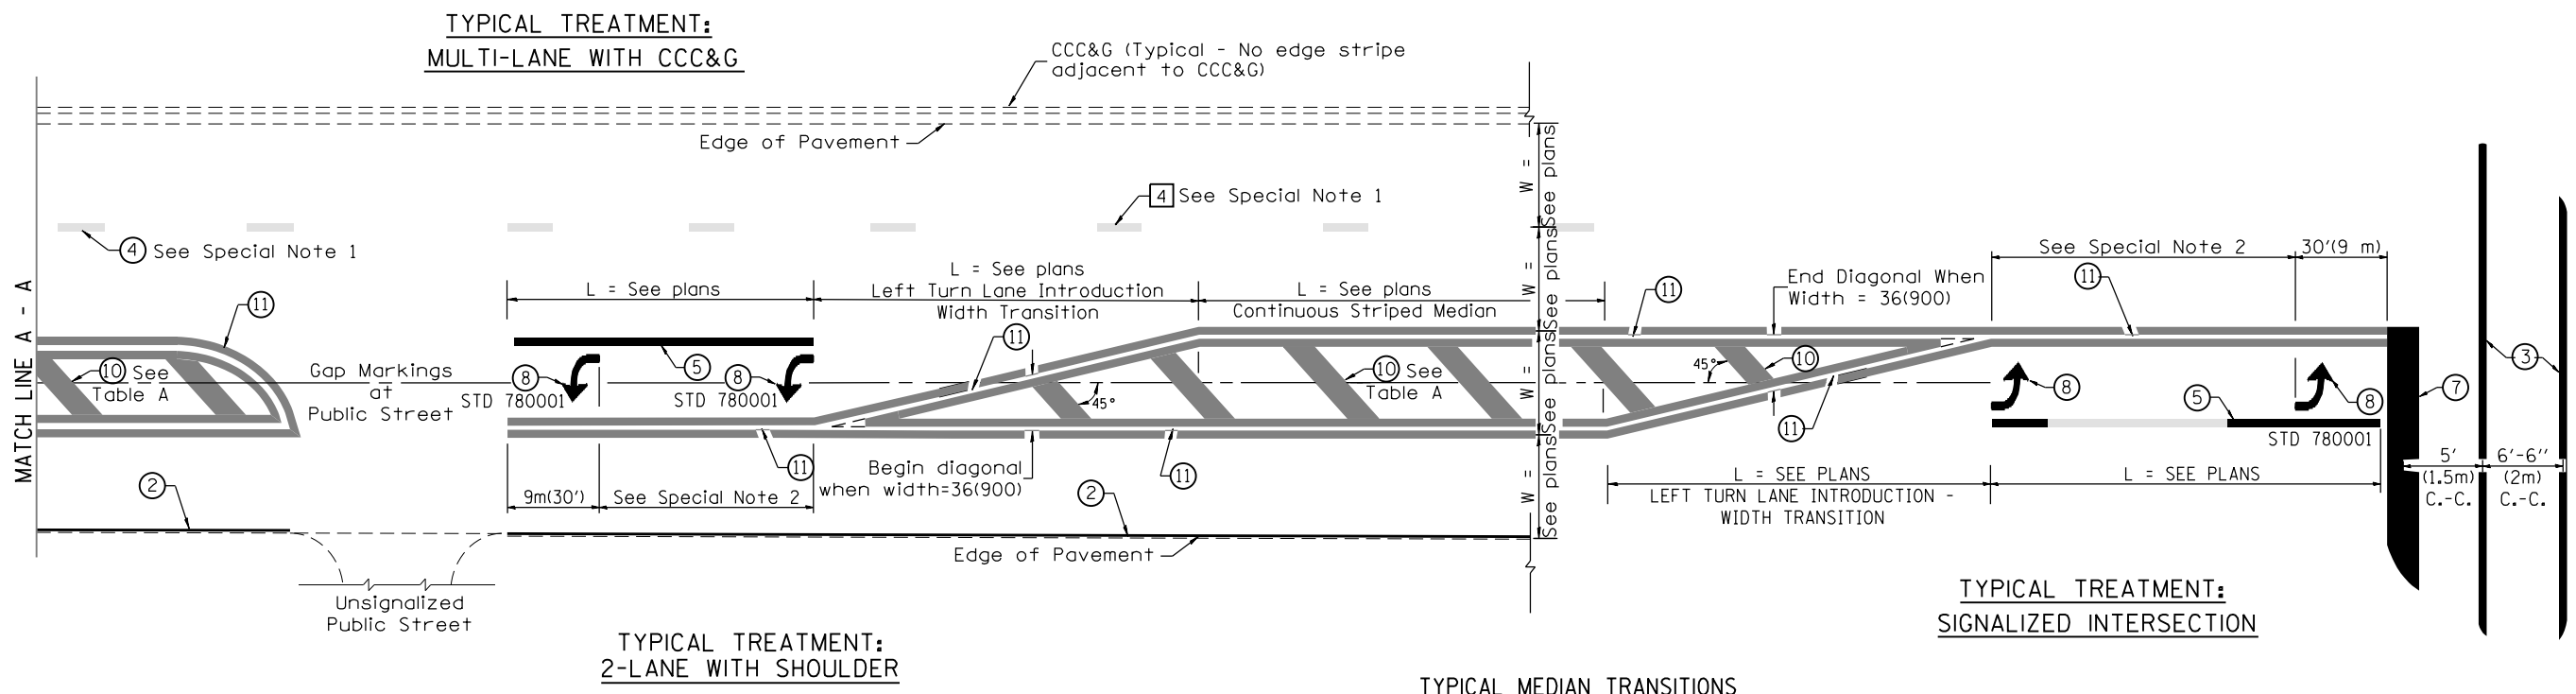 TYPICAL TREATMENT:
MULTI-LANE WITH CCC&G
CCC&G (Typical - No edge stripe
adjacent to CCC&G)
Edge of Pavement
4 See Special Note 1
4 See Special Note 1
W =
See plans
W =
See plans
W =
See plans
W =
See plans
MATCH LINE A - A
11
10 See
Table A
Gap Markings
at
Public Street
L = See plans
5
8
STD 780001
8
STD 780001
L = See plans
Left Turn Lane Introduction
Width Transition
11
L = See plans
Continuous Striped Median
45°
10 See
Table A
11
End Diagonal When
Width = 36(900)
45°
10
11
See Special Note 2
30'(9 m)
11
8
8
5
STD 780001
7
3
5'
(1.5m)
C.-C.
6'-6''
(2m)
C.-C.
2
9m(30')
See Special Note 2
11
Begin diagonal
when width=36(900)
11
2
Edge of Pavement
L = SEE PLANS
LEFT TURN LANE INTRODUCTION -
WIDTH TRANSITION
L = SEE PLANS
Unsignalized
Public Street
TYPICAL TREATMENT:
2-LANE WITH SHOULDER
TYPICAL TREATMENT:
SIGNALIZED INTERSECTION
TYPICAL MEDIAN TRANSITIONS